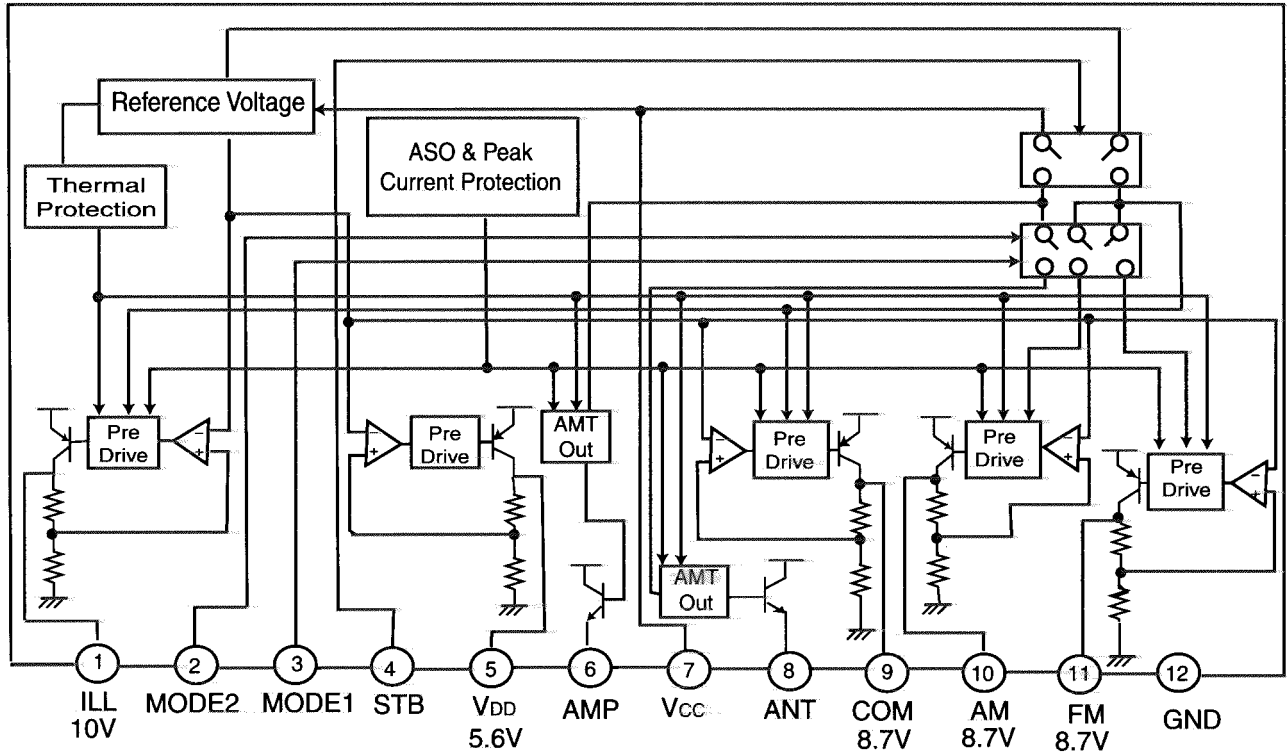 Reference Voltage
ASO & Peak
Current Protection
Thermal
Protection
Pre
Drive
−
+
−
+
Pre
Drive
AMT
Out
−
+
Pre
Drive
Pre
Drive
−
+
Pre
Drive
−
+
AMT
Out
1
2
3
4
5
6
7
8
9
10
11
12
ILL
10V
MODE2
MODE1
STB
VDD
5.6V
AMP
VCC
ANT
COM
8.7V
AM
8.7V
FM
8.7V
GND